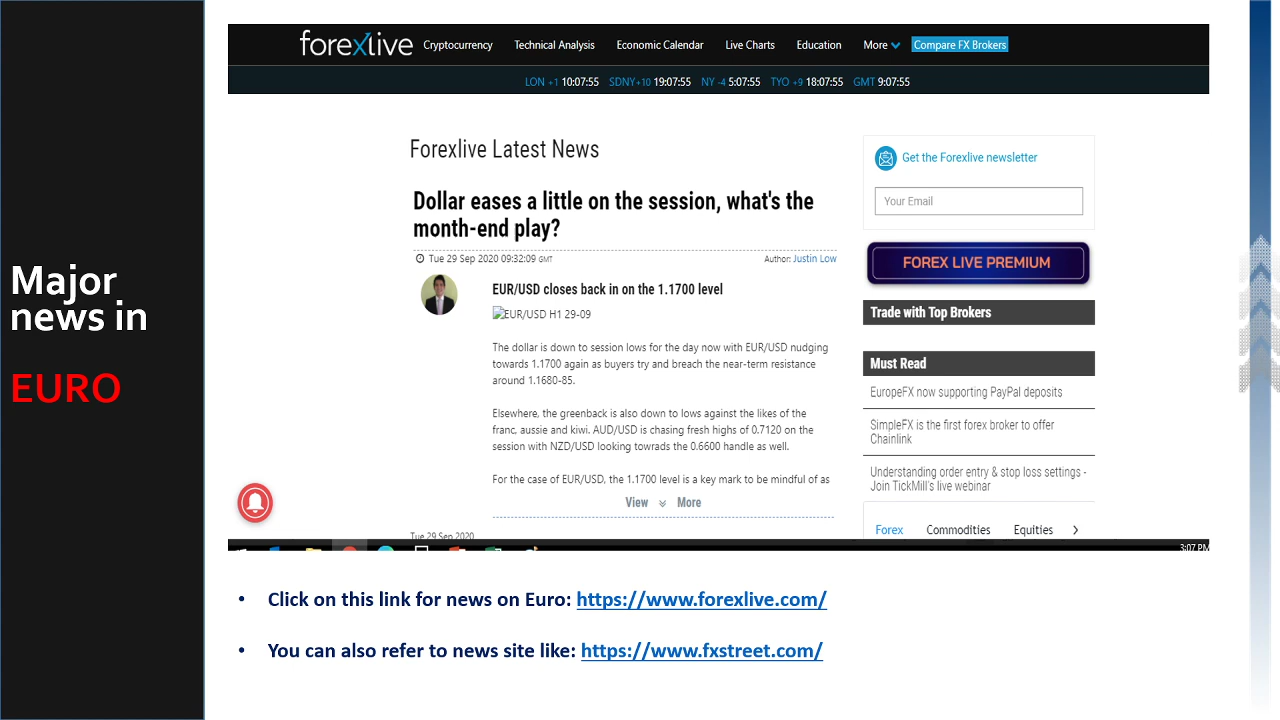 Major
news in
EURO
forexlive Cryptocurrency Technical Analysis Economic Calendar Live Charts Education More Compare FX Brokers
LON +1 10:07:55 SDNY+10 19:07:55 NY -4 5:07:55 TYO +9 18:07:55 GMT 9:07:55
Forexlive Latest News
Dollar eases a little on the session, what's the
month-end play?
Tue 29 Sep 2020 09:32:09 GMT Author: Justin Low
EUR/USD closes back in on the 1.1700 level
EUR/USD H1 29-09
The dollar is down to session lows for the day now with EUR/USD nudging
towards 1.1700 again as buyers try and breach the near-term resistance
around 1.1680-85.
Elsewhere, the greenback is also down to lows against the likes of the
franc, aussie and kiwi. AUD/USD is chasing fresh highs of 0.7120 on the
session with NZD/USD looking towrads the 0.6600 handle as well.
For the case of EUR/USD, the 1.1700 level is a key mark to be mindful of as
View More
Tue 29 Sep 2020
Get the Forexlive newsletter
Your Email
FOREX LIVE PREMIUM
Trade with Top Brokers
Must Read
EuropeFX now supporting PayPal deposits
SimpleFX is the first forex broker to offer
Chainlink
Understanding order entry & stop loss settings -
Join TickMill's live webinar
Forex Commodities Equities
3:07 PM
• Click on this link for news on Euro: https://www.forexlive.com/
• You can also refer to news site like: https://www.fxstreet.com/